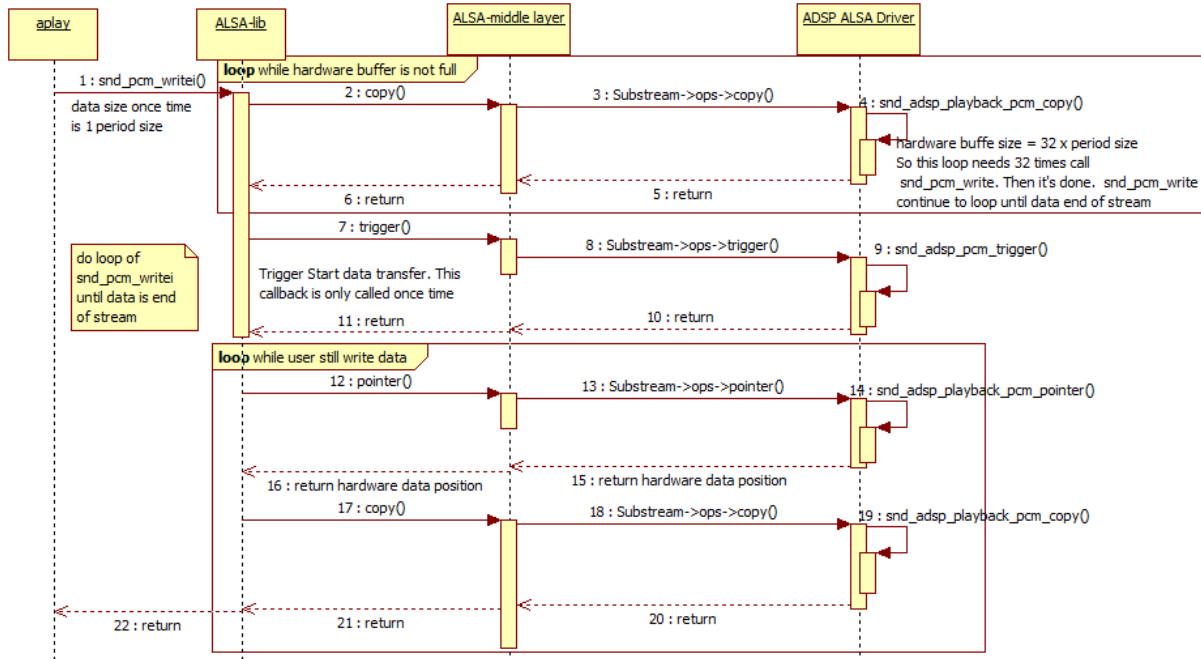 aplay
ALSA-lib
ALSA-middle layer
ADSP ALSA Driver
loop while hardware buffer is not full
1 : snd_pcm_writei()
data size once time
is 1 period size
2 : copy()
3 : Substream->ops->copy()
4 : snd_adsp_playback_pcm_copy()
hardware buffe size = 32 x period size
So this loop needs 32 times call
snd_pcm_write. Then it's done. snd_pcm_write
continue to loop until data end of stream
5 : return
6 : return
7 : trigger()
8 : Substream->ops->trigger()
9 : snd_adsp_pcm_trigger()
do loop of
snd_pcm_writei
until data is end
of stream
Trigger Start data transfer. This
callback is only called once time
10 : return
11 : return
loop while user still write data
12 : pointer()
13 : Substream->ops->pointer()
14 : snd_adsp_playback_pcm_pointer()
15 : return hardware data position
16 : return hardware data position
17 : copy()
18 : Substream->ops->copy()
19 : snd_adsp_playback_pcm_copy()
20 : return
21 : return
22 : return